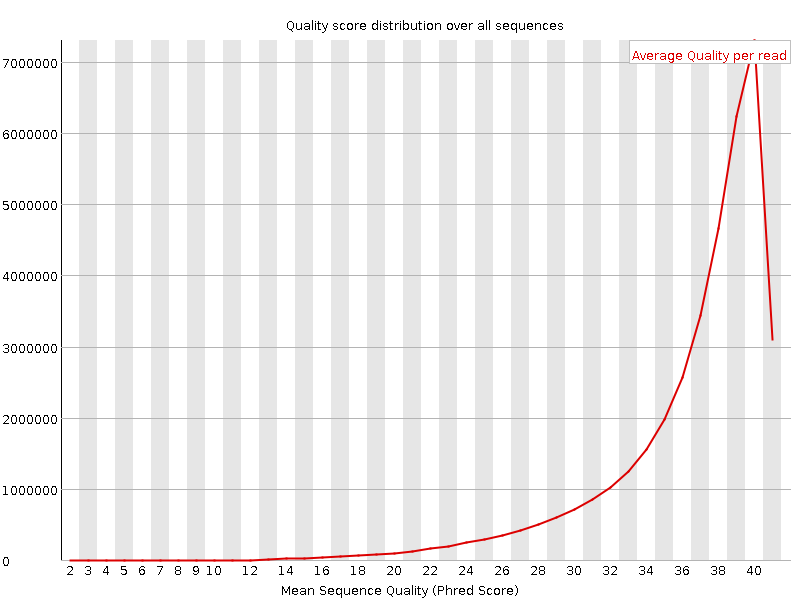 Quality score distribution over all sequences
Average Quality per read
7000000
6000000
5000000
4000000
3000000
2000000
1000000
0
2 3 4 5 6 7 8 9 10 12 14 16 18 20 22 24 26 28 30 32 34 36 38 40
Mean Sequence Quality (Phred Score)